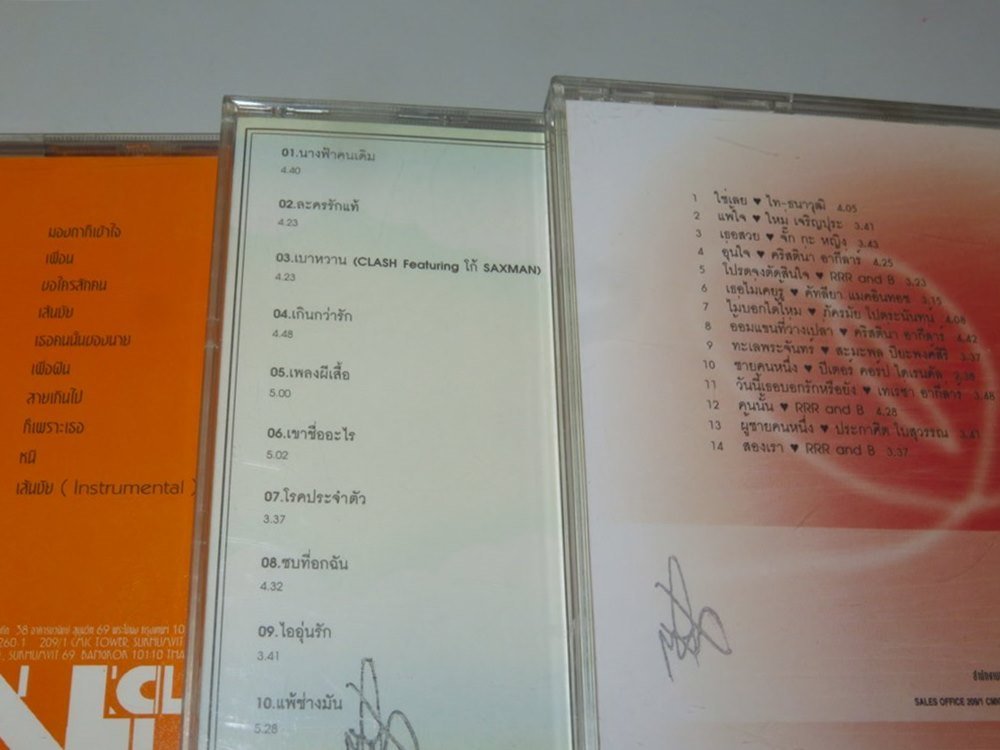 มองตาก็เข้าใจ
เพื่อน
ขอใครสักคน
เส้นชัย
เธอคนนั้นของนาย
เพ้อฝัน
สายเกินไป
ก็เพราะเธอ
หนี
เส้นชัย ( Instrumental )
209/1 CMK TOWER, SUKHUMVIT
, SUKHUMVIT 69 BANGKOK 10110 THA
01.นางฟ้าคนเดิม
4.40
02.ละครรักแท้
4.23
03.เบาหวาน (CLASH Featuring โก้ SAXMAN)
4.23
04.เกินกว่ารัก
4.48
05.เพลงผีเสื้อ
5.00
06.เขาชื่ออะไร
5.02
07.โรคประจำตัว
3.37
08.ซบที่อกฉัน
4.32
09.ไออุ่นรัก
3.41
10.แพ้ช่างมัน
5.28
1 ใช่เลย ♥ ไท-ธนาวุฒิ 4.05
2 แพ้ใจ ♥ ใหม่ เจริญปุระ 3.41
3 เธอสวย ♥ จั๊ก กะ หญิง 3.43
4 อุ่นใจ ♥ คริสติน่า อากีล่าร์ 4.25
5 โปรดจงตัดสินใจ ♥ RRR and B 3.23
6 เธอไม่เคยรู้ ♥ คัทลียา แมคอินทอช 3.15
7 ไม่บอกได้ไหม ♥ ภัครมัย โปตระนันทน์ 4.08
8 อ้อมแขนที่ว่างเปล่า ♥ คริสติน่า อากีล่าร์ 4.42
9 ทะเลพระจันทร์ ♥ สะมะพล ปิยะพงศ์สิริ 3.37
10 ชายคนหนึ่ง ♥ ปีเตอร์ คอร์ป ไดเรนดัล 3.38
11 วันนี้เธอบอกรักหรือยัง ♥ เทเรซา อากีล่าร์ 3.48
12 คนนั้น ♥ RRR and B 4.28
13 ผู้ชายคนหนึ่ง ♥ ประกาศิต โบสุวรรณ 3.41
14 สองเรา ♥ RRR and B 3.37
SALES OFFICE 209/1 CMK